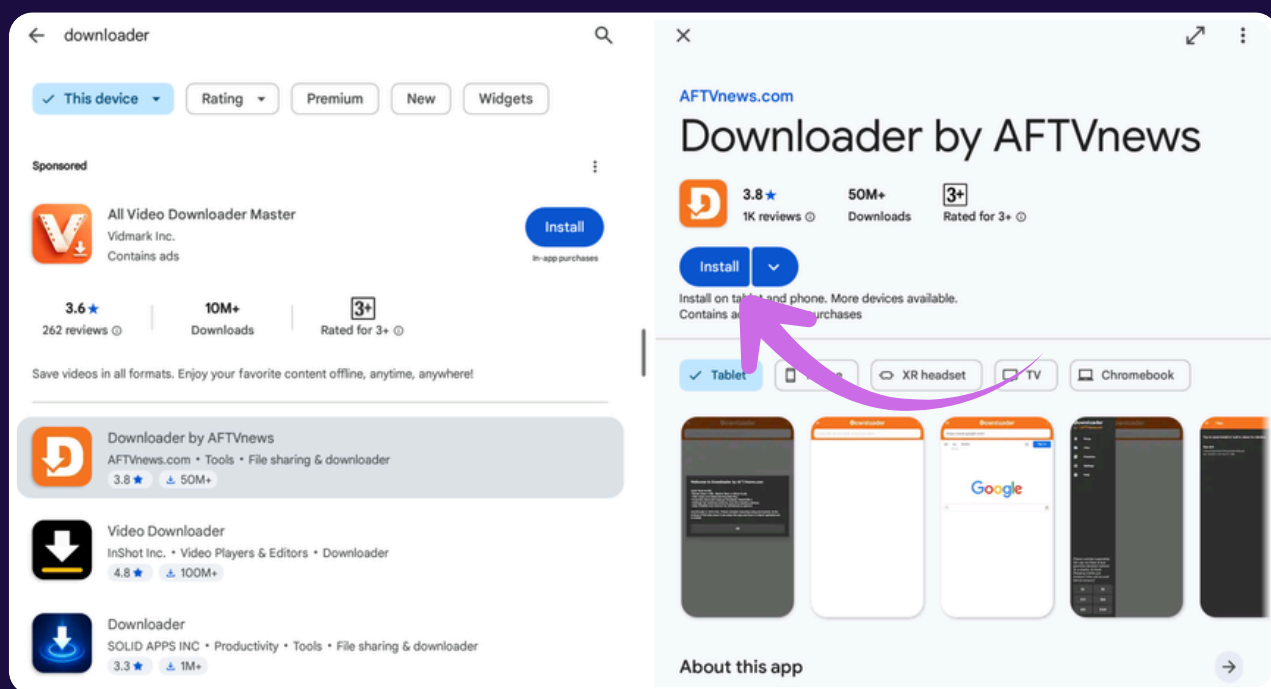 downloader
This device
Rating
Premium
New
Widgets
Sponsored
All Video Downloader Master
Vidmark Inc.
Contains ads
Install
In-app purchases
3.6★
262 reviews
10M+
Downloads
3+
Rated for 3+
Save videos in all formats. Enjoy your favorite content offline, anytime, anywhere!
Downloader by AFTVnews
AFTVnews.com • Tools • File sharing & downloader
3.8 ★ 50M+
Video Downloader
InShot Inc. • Video Players & Editors • Downloader
4.8 ★ 100M+
Downloader
SOLID APPS INC • Productivity • Tools • File sharing & downloader
3.3 ★ 1M+
AFTVnews.com
Downloader by AFTVnews
3.8★
1K reviews
50M+
Downloads
3+
Rated for 3+
Install
Install on tablet and phone. More devices available.
Contains purchases
Tablet
XR headset
TV
Chromebook
Downloader
Downloader
Downloader
Google
About this app